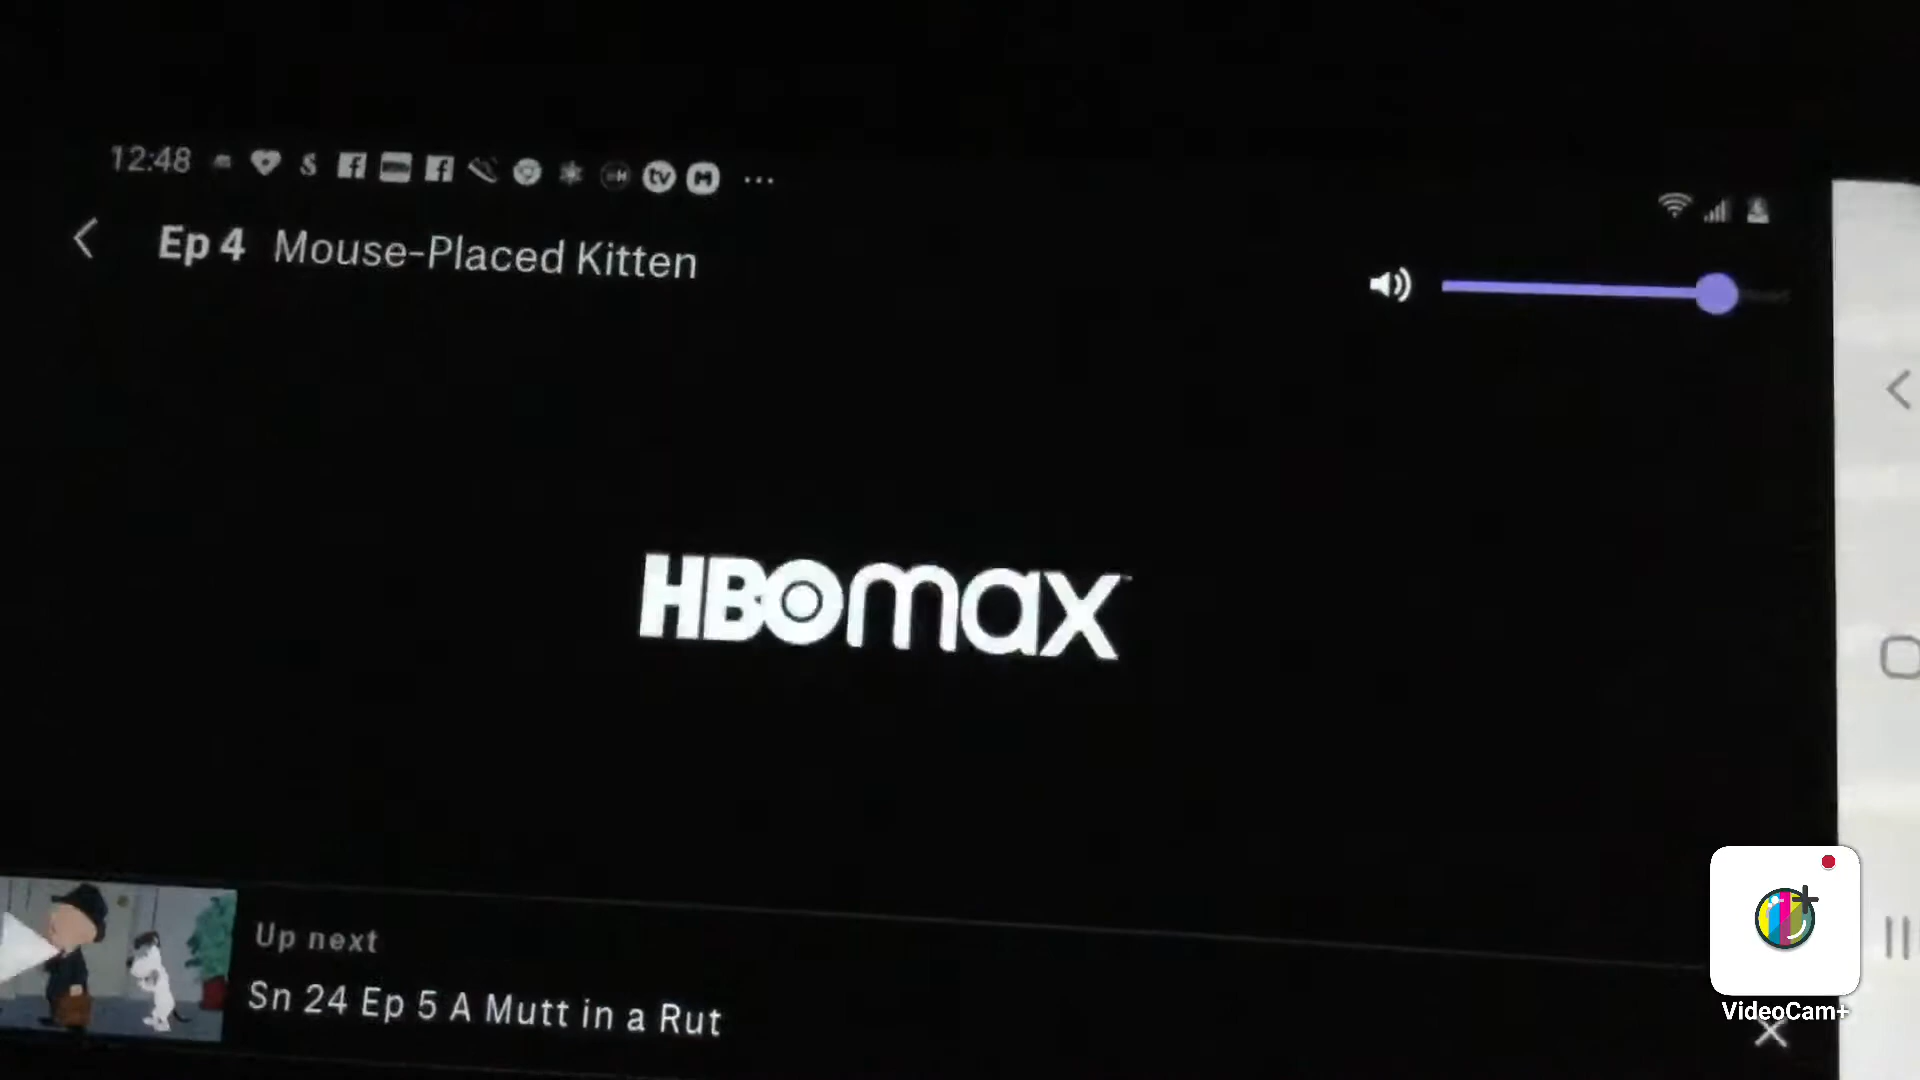 12:48
Ep 4 Mouse-Placed Kitten
HBOmax
Up next
Sn 24 Ep 5 A Mutt in a Rut
VideoCam+